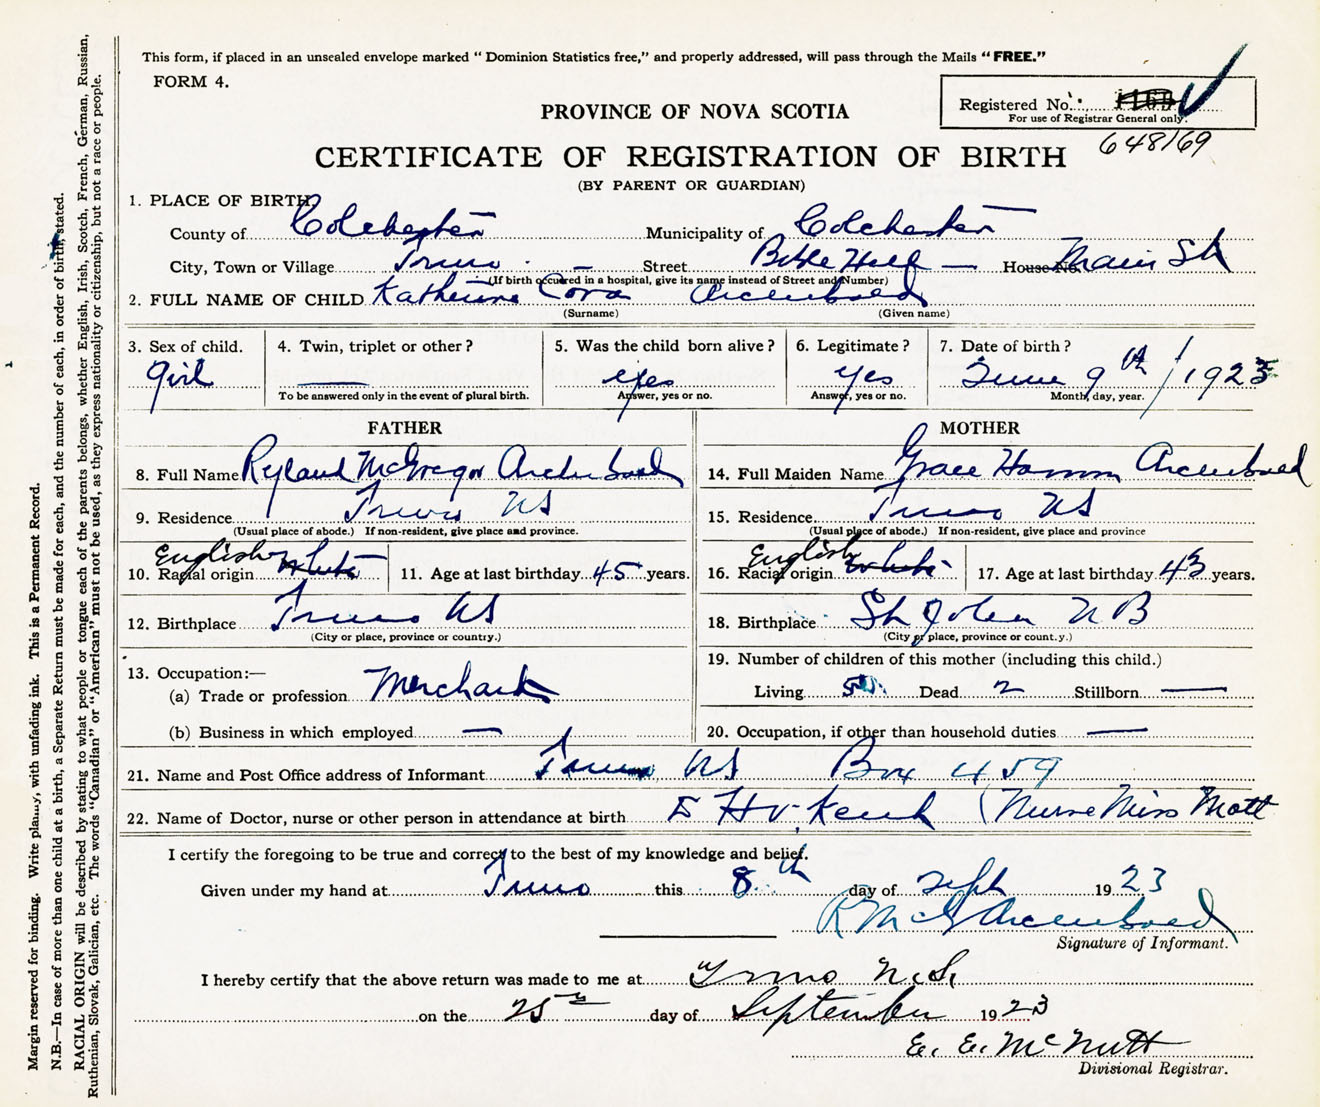 This form, if placed in an unsealed envelope marked "Dominion Statistics free," and properly addressed, will pass through the Mails "FREE."
FORM 4.
Registered No.
For use of Registrar General only.
648169
PROVINCE OF NOVA SCOTIA
CERTIFICATE OF REGISTRATION OF BIRTH
(BY PARENT OR GUARDIAN)
1. PLACE OF BIRTH
County of Colchester Municipality of Colchester
City, Town or Village Truro Street Bible Hill — House No. Main St
(If birth occured in a hospital, give its name instead of Street and Number)
2. FULL NAME OF CHILD Katherine Cora Archibald
(Surname) (Given name)
3. Sex of child. 4. Twin, triplet or other? 5. Was the child born alive? 6. Legitimate? 7. Date of birth?
girl — yes yes June 9th / 1923
To be answered only in the event of plural birth. Answer, yes or no. Answer, yes or no. Month, day, year.
FATHER MOTHER
8. Full Name Ryland McGregor Archibald 14. Full Maiden Name Grace Archibald
9. Residence Truro NS 15. Residence Truro NS
(Usual place of abode.) If non-resident, give place and province. (Usual place of abode.) If non-resident, give place and province
English English
10. Racial origin white 11. Age at last birthday 45 years. 16. Racial origin white 17. Age at last birthday 43 years.
12. Birthplace Truro NS 18. Birthplace St John N B
(City or place, province or country.) (City or place, province or count.y.)
13. Occupation:— 19. Number of children of this mother (including this child.)
(a) Trade or profession Merchant Living 5 Dead 2 Stillborn —
(b) Business in which employed — 20. Occupation, if other than household duties —
21. Name and Post Office address of Informant Truro NS Box 459
22. Name of Doctor, nurse or other person in attendance at birth H V. Kent (Nurse Miss Mott
I certify the foregoing to be true and correct to the best of my knowledge and belief.
Given under my hand at Truro this 8th day of Sept 1923
R McG Archibald
Signature of Informant.
I hereby certify that the above return was made to me at Truro N.S.
on the 25th day of September 1923
E. E. McNutt
Divisional Registrar.
Margin reserved for binding. Write plainly, with unfading ink. This is a Permanent Record.
N.B.—In case of more than one child at a birth, a Separate Return must be made for each, and the number of each, in order of birth, stated.
RACIAL ORIGIN will be described by stating to what people or tongue each of the parents belongs, whether English, Irish, Scotch, French, German, Russian,
Ruthenian, Slovak, Galician, etc. The words "Canadian" or "American" must not be used, as they express nationality or citizenship, but not a race or people.